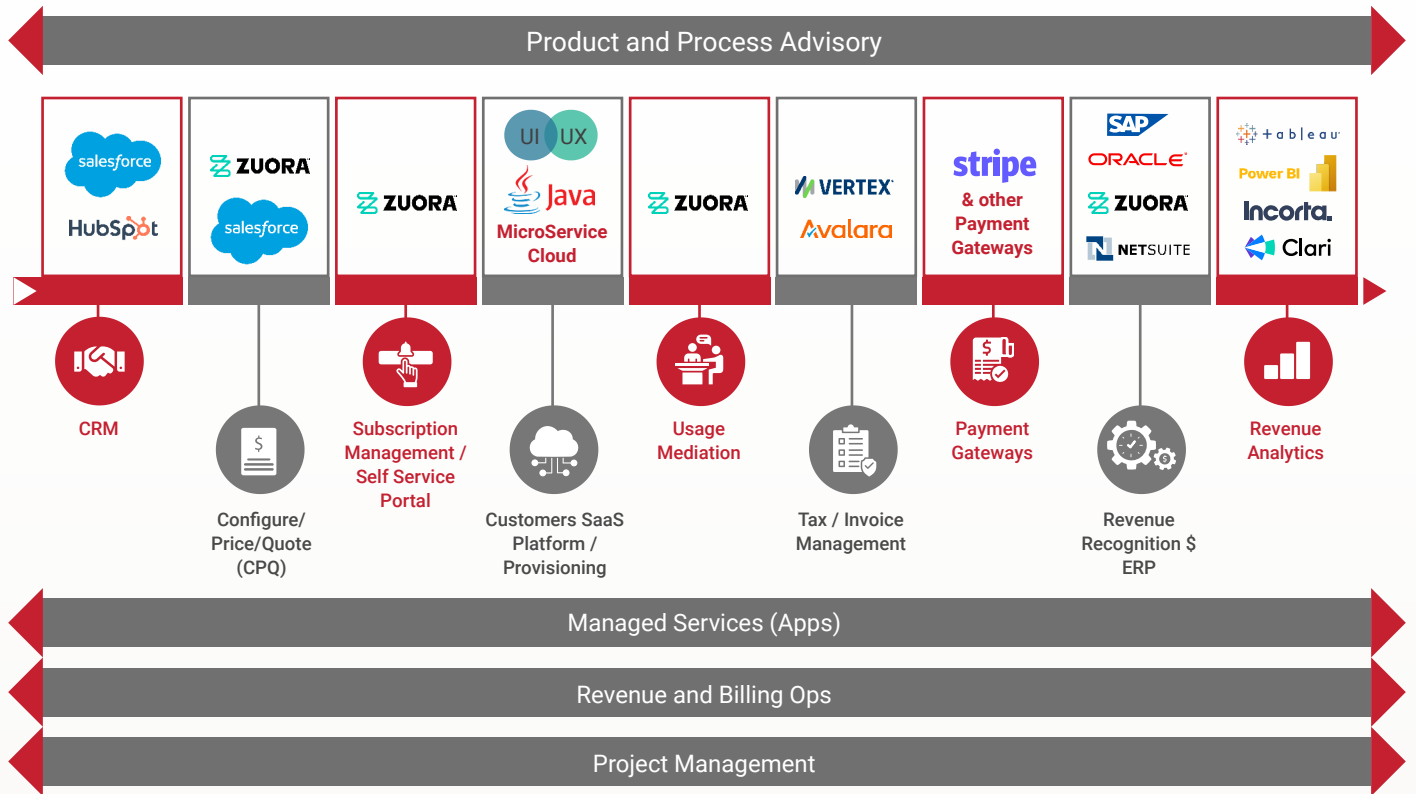 Product and Process Advisory
salesforce
HubSpot
ZUORA
salesforce
ZUORA
UI UX
Java
MicroService
Cloud
ZUORA
VERTEX
Avalara
stripe
& other
Payment
Gateways
SAP
ORACLE
ZUORA
N NETSUITE
+ableau
Power BI
Incorta.
Clari
CRM
$
Configure/
Price/Quote
(CPQ)
Subscription
Management /
Self Service
Portal
Customers SaaS
Platform /
Provisioning
Usage
Mediation
Tax / Invoice
Management
$
Payment
Gateways
$
Revenue
Recognition $
ERP
Revenue
Analytics
Managed Services (Apps)
Revenue and Billing Ops
Project Management